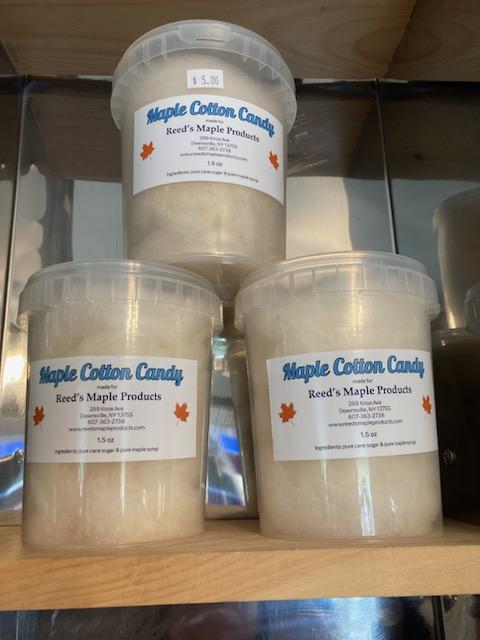 $ 5.00
Maple Cotton Candy
made for
Reed's Maple Products
299 Knox Ave
Downsville, NY 13755
607-363-2738
www.reedsmapleproducts.com
1.5 oz
Ingredients: pure cane sugar & pure maple syrup
Maple Cotton Candy
made for
Reed's Maple Products
299 Knox Ave
Downsville, NY 13755
607-363-2738
www.reedsmapleproducts.com
1.5 oz
Ingredients: pure cane sugar & pure maple syrup
Maple Cotton Candy
made for
Reed's Maple Products
299 Knox Ave
Downsville, NY 13755
607-363-2738
www.reedsmapleproducts.com
1.5 oz
Ingredients: pure cane sugar & pure maple syrup